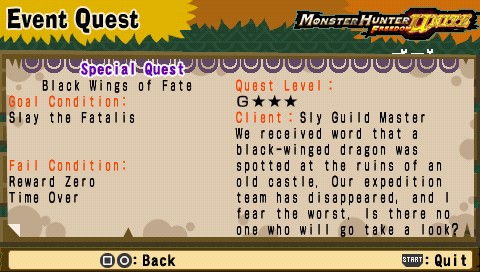 Event Quest
MONSTER HUNTER
FREEDOM UNITE
Special Quest
Black Wings of Fate
Goal Condition:
Slay the Fatalis
Fail Condition:
Reward Zero
Time Over
Quest Level:
G★★★
Client: Sly Guild Master
We received word that a
black-winged dragon was
spotted at the ruins of an
old castle. Our expedition
team has disappeared, and I
fear the worst. Is there no
one who will go take a look?
: Back
START: Quit